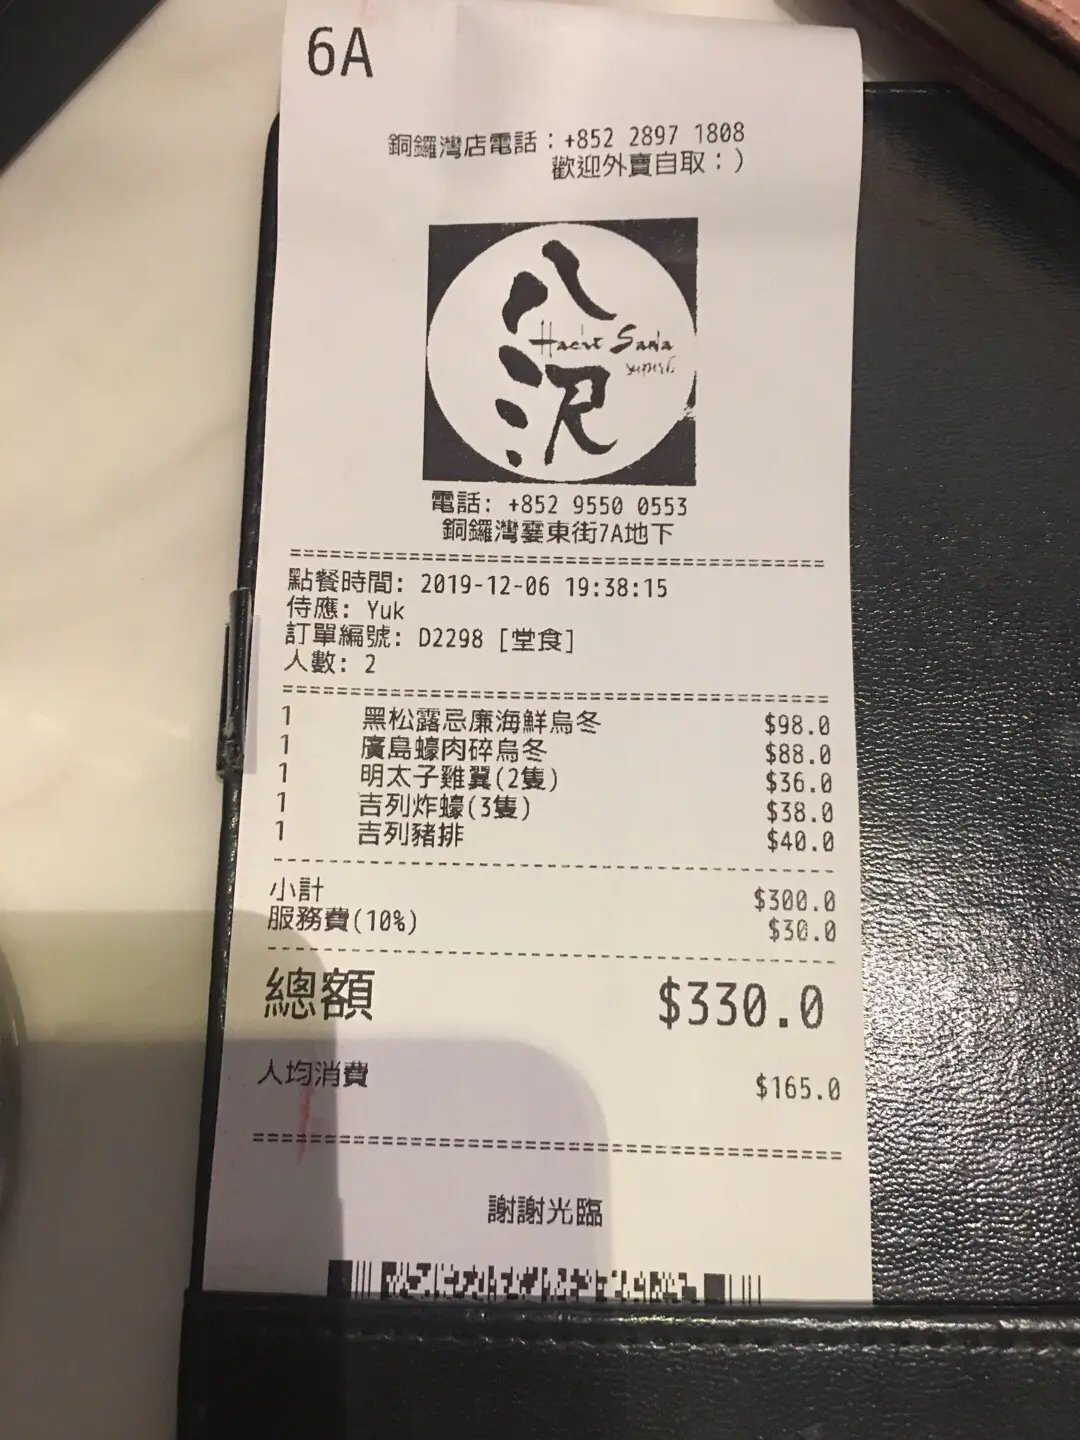 6A
銅鑼灣店電話：+852 2897 1808
歡迎外賣自取：）
八
Hac'st Sana
superb
沢
電話: +852 9550 0553
銅鑼灣耀東街7A地下
================================
點餐時間: 2019-12-06 19:38:15
侍應: Yuk
訂單編號: D2298 [堂食]
人數: 2
================================
1 黑松露忌廉海鮮烏冬 $98.0
1 廣島蠔肉碎烏冬 $88.0
1 明太子雞翼(2隻) $36.0
1 吉列炸蠔(3隻) $38.0
1 吉列豬排 $40.0
小計 $300.0
服務費(10%) $30.0
總額 $330.0
人均消費 $165.0
謝謝光臨